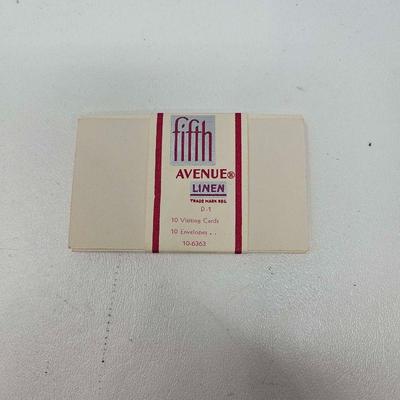 fifth
AVENUE®
LINEN
TRADE MARK REG.
D-1
10 Visiting Cards
10 Envelopes . .
10-6363